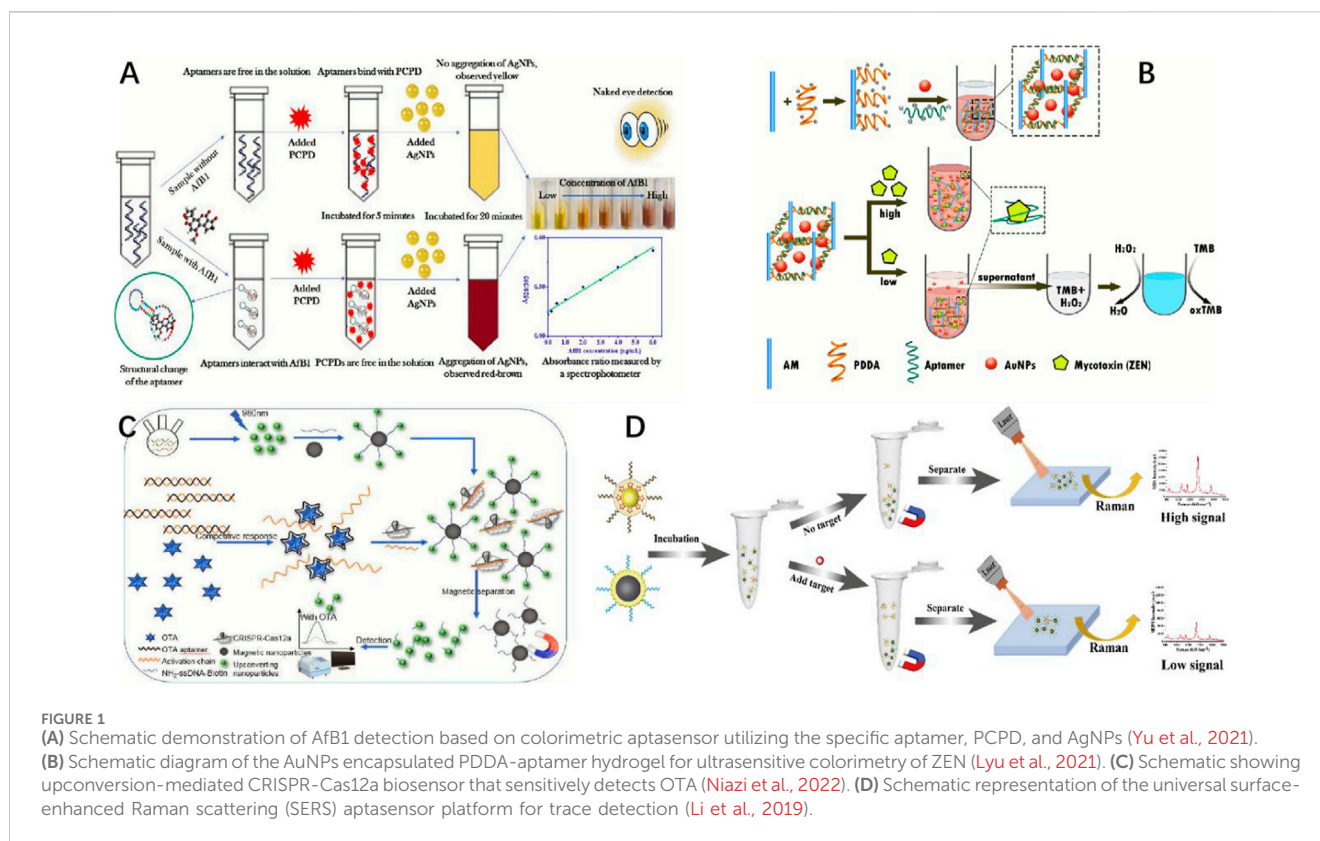 A
Aptamers are free in the solution
Aptamers bind with PCPD
No aggregation of AgNPs,
observed yellow
Naked eye detection
Added
PCPD
Added
AgNPs
Sample without
AfB1
Concentration of AfB1
Low
High
Incubated for 5 minutes
Incubated for 20 minutes
Sample with
AfB1
Added
PCPD
Added
AgNPs
AfB1 concentration (ng/mL)
Structural change
of the aptamer
Aptamers interact with AfB1
PCPDs are free in the solution
Aggregation of AgNPs,
observed red-brown
Absorbance ratio measured by
a spectrophotometer
B
high
low
supernatant
TMB+
H₂O₂
H₂O₂
TMB
H₂O
oxTMB
AM
PDDA
Aptamer
AuNPs
Mycotoxin (ZEN)
C
980nm
Competitive response
Magnetic separation
With OTA
Detection
OTA
OTA aptamer
Activation chain
NH₂-ssDNA-Biotin
CRISPR-Cas12a
Magnetic nanoparticles
Upconverting
nanoparticles
D
Incubation
No target
Add target
Separate
Laser
Raman
High signal
Separate
Laser
Raman
Low signal
FIGURE 1
(A) Schematic demonstration of AfB1 detection based on colorimetric aptasensor utilizing the specific aptamer, PCPD, and AgNPs (Yu et al., 2021).
(B) Schematic diagram of the AuNPs encapsulated PDDA-aptamer hydrogel for ultrasensitive colorimetry of ZEN (Lyu et al., 2021). (C) Schematic showing
upconversion-mediated CRISPR-Cas12a biosensor that sensitively detects OTA (Niazi et al., 2022). (D) Schematic representation of the universal surface-
enhanced Raman scattering (SERS) aptasensor platform for trace detection (Li et al., 2019).